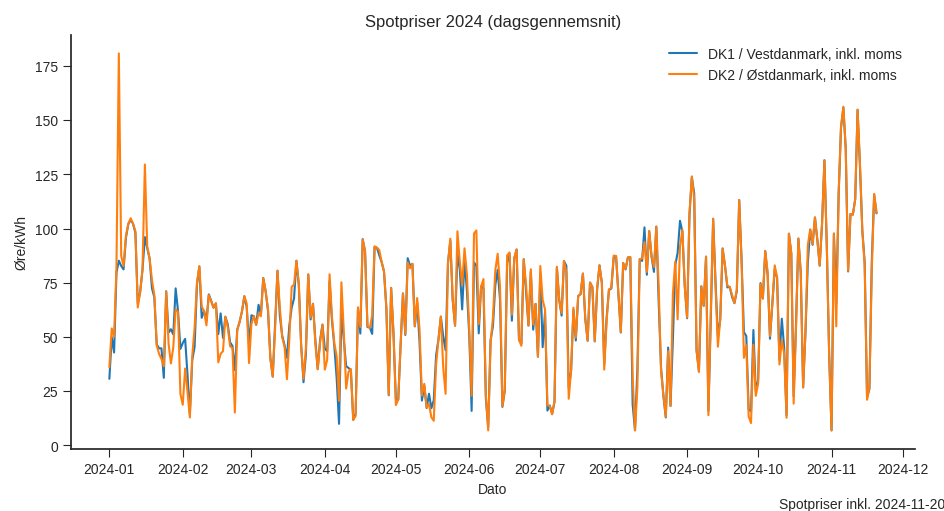 Spotpriser 2024 (dagsgennemsnit)
DK1 / Vestdanmark, inkl. moms
DK2 / Østdanmark, inkl. moms
Øre/kWh
175
150
125
100
75
50
25
0
2024-01 2024-02 2024-03 2024-04 2024-05 2024-06 2024-07 2024-08 2024-09 2024-10 2024-11 2024-12
Dato
Spotpriser inkl. 2024-11-20